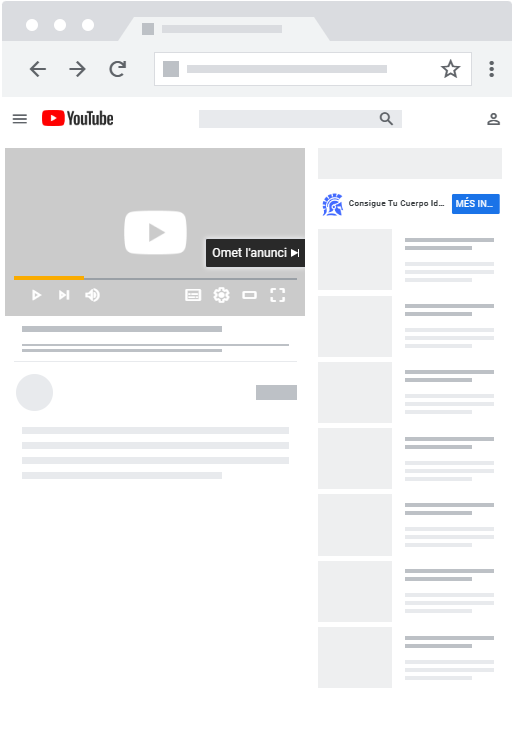 YouTube
Omet l'anunci
Consigue Tu Cuerpo Id...
MÉS IN...